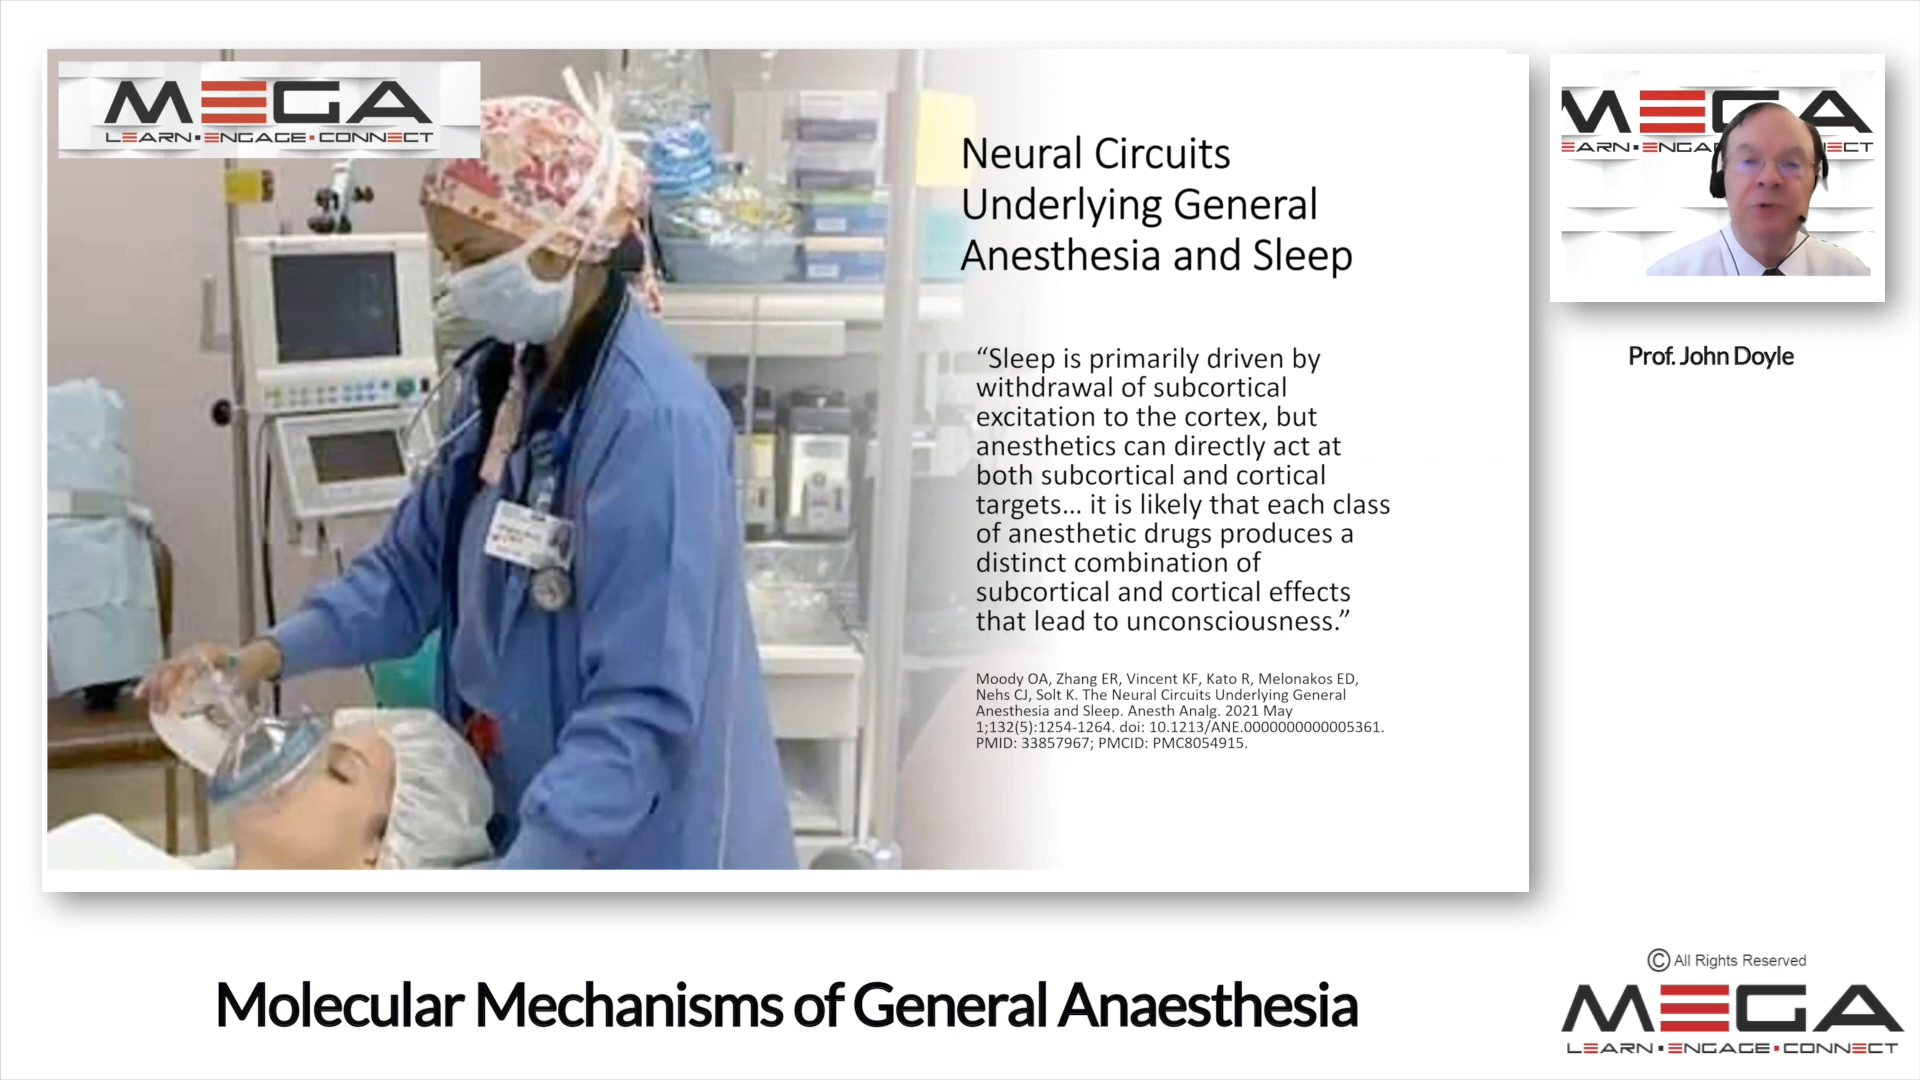 MEGA
LEARN▪ENGAGE▪CONNECT
Neural Circuits
Underlying General
Anesthesia and Sleep
“Sleep is primarily driven by
withdrawal of subcortical
excitation to the cortex, but
anesthetics can directly act at
both subcortical and cortical
targets... it is likely that each class
of anesthetic drugs produces a
distinct combination of
subcortical and cortical effects
that lead to unconsciousness.”
Moody OA, Zhang ER, Vincent KF, Kato R, Melonakos ED,
Nehs CJ, Solt K. The Neural Circuits Underlying General
Anesthesia and Sleep. Anesth Analg. 2021 May
1;132(5):1254-1264. doi: 10.1213/ANE.0000000000005361.
PMID: 33857967; PMCID: PMC8054915.
Prof. John Doyle
Molecular Mechanisms of General Anaesthesia
© All Rights Reserved
MEGA
LEARN▪ENGAGE▪CONNECT